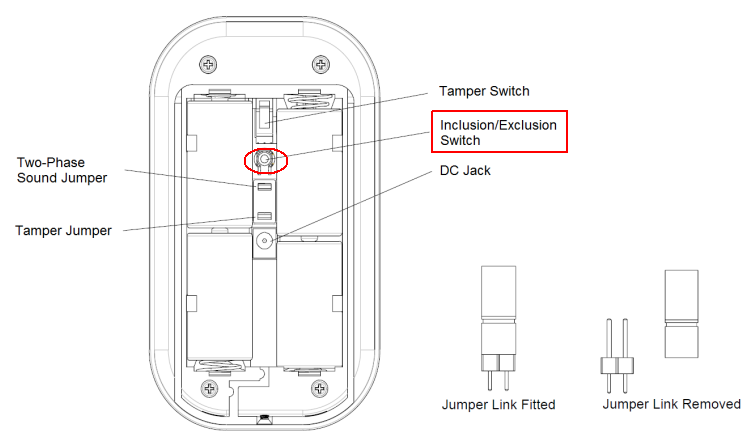 Tamper Switch
Inclusion/Exclusion
Switch
Two-Phase
Sound Jumper
DC Jack
Tamper Jumper
Jumper Link Fitted
Jumper Link Removed